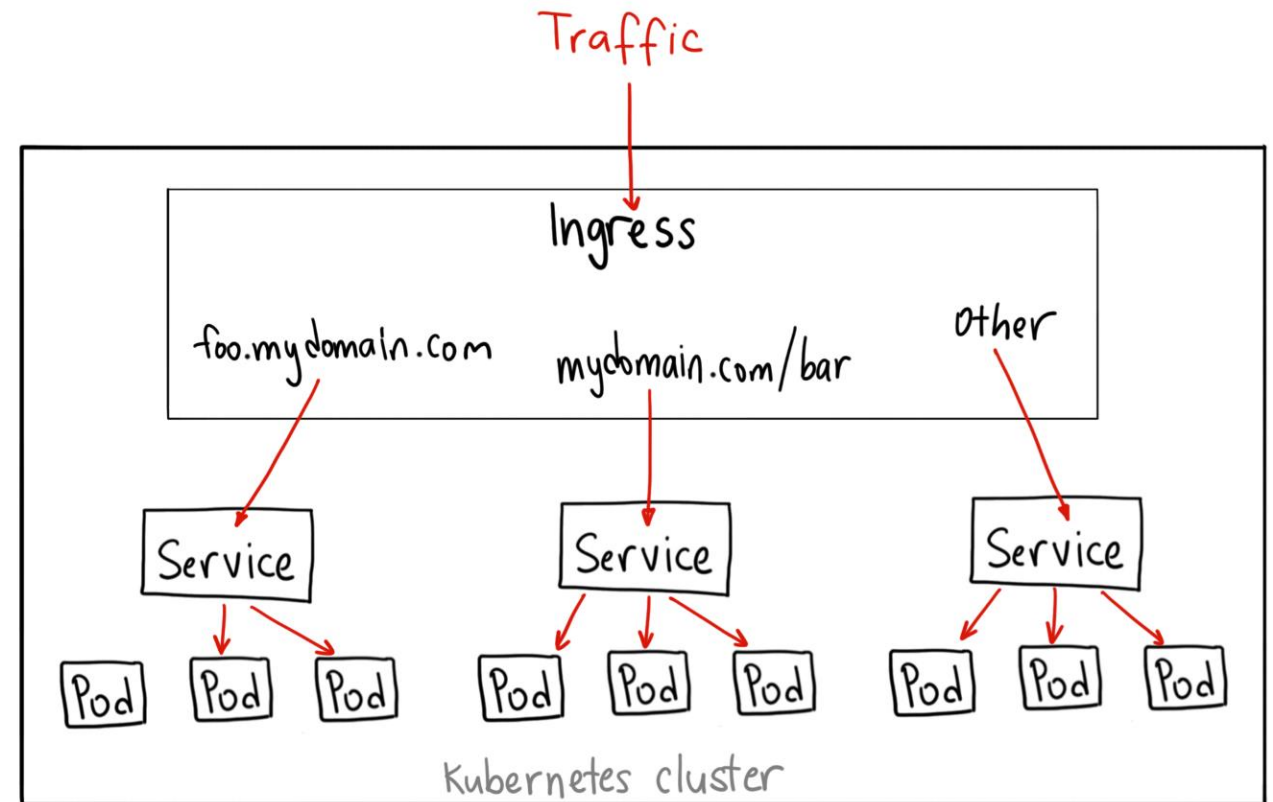 Traffic
Ingress
foo.mydomain.com
mydomain.com/bar
other
Service
Service
Service
Pod
Pod
Pod
Pod
Pod
Pod
Pod
Pod
Pod
Kubernetes cluster